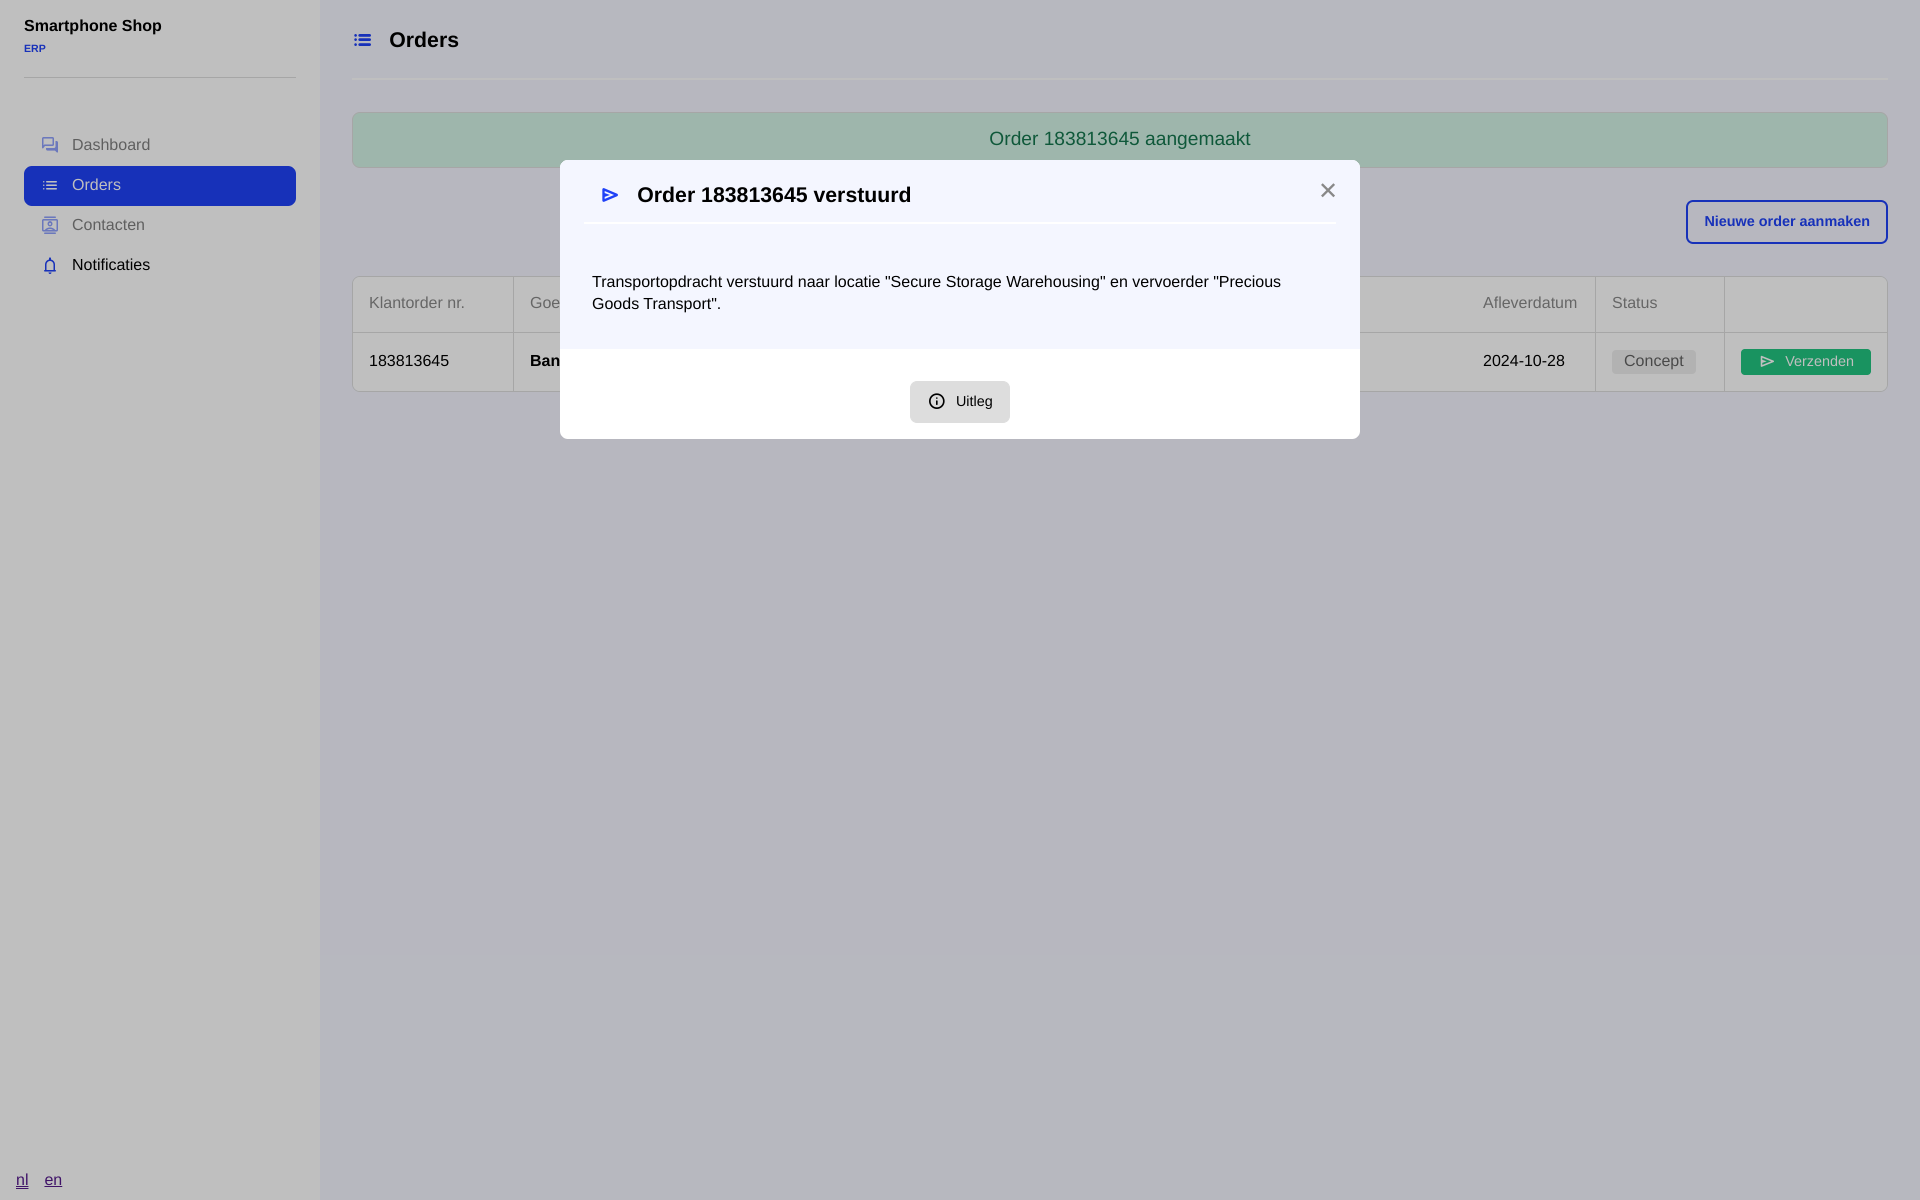 Smartphone Shop
ERP
Dashboard
Orders
Contacten
Notificaties
nl en
Orders
Order 183813645 aangemaakt
Nieuwe order aanmaken
Klantorder nr. Goe Afleverdatum Status
183813645 Ban 2024-10-28 Concept Verzenden
Order 183813645 verstuurd
Transportopdracht verstuurd naar locatie "Secure Storage Warehousing" en vervoerder "Precious
Goods Transport".
Uitleg